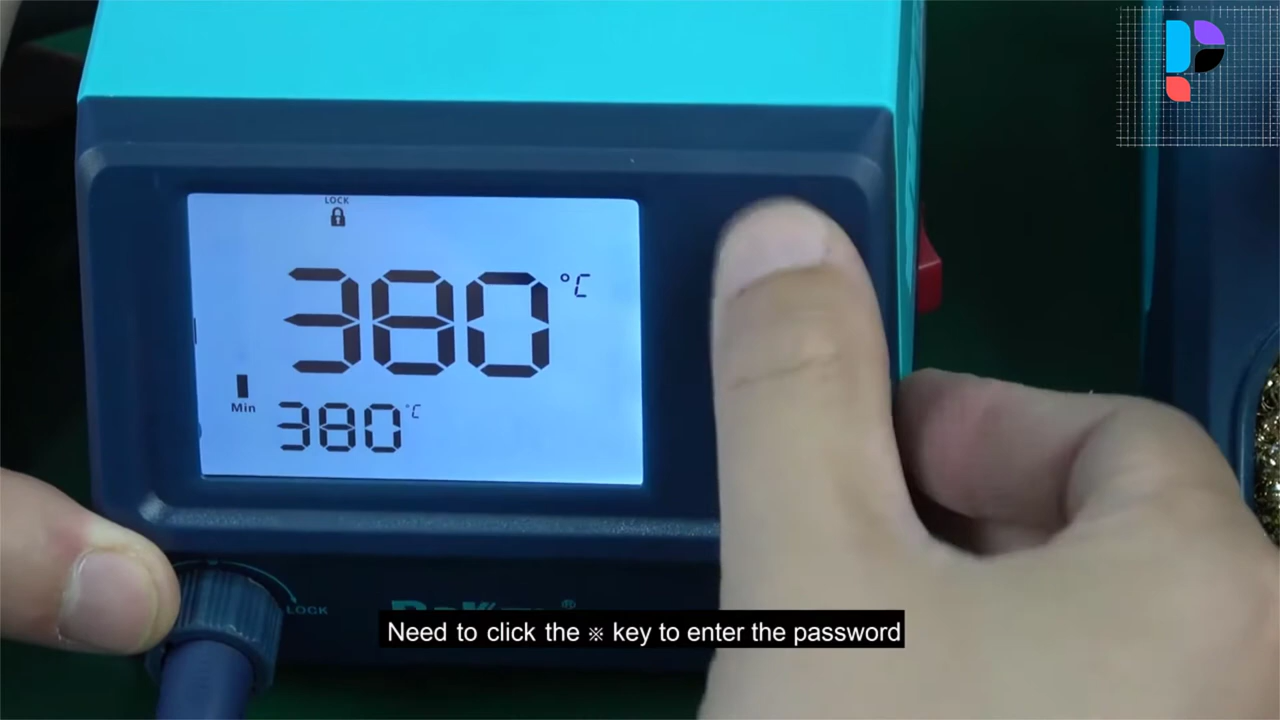 LOCK
380 °C
Min
380 °C
LOCK
Need to click the ※ key to enter the password